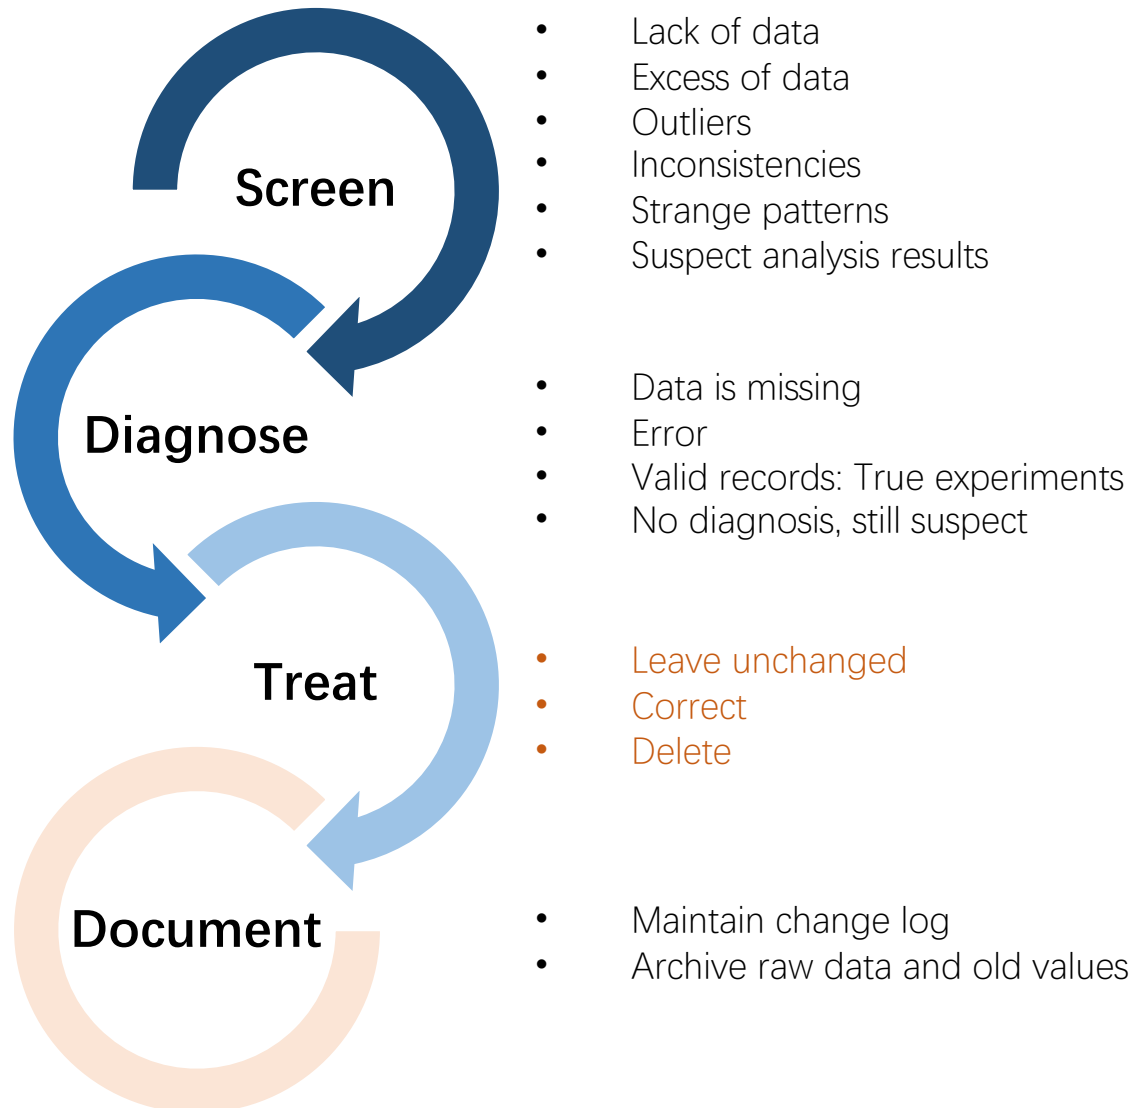 Screen
• Lack of data
• Excess of data
• Outliers
• Inconsistencies
• Strange patterns
• Suspect analysis results
Diagnose
• Data is missing
• Error
• Valid records: True experiments
• No diagnosis, still suspect
Treat
• Leave unchanged
• Correct
• Delete
Document
• Maintain change log
• Archive raw data and old values